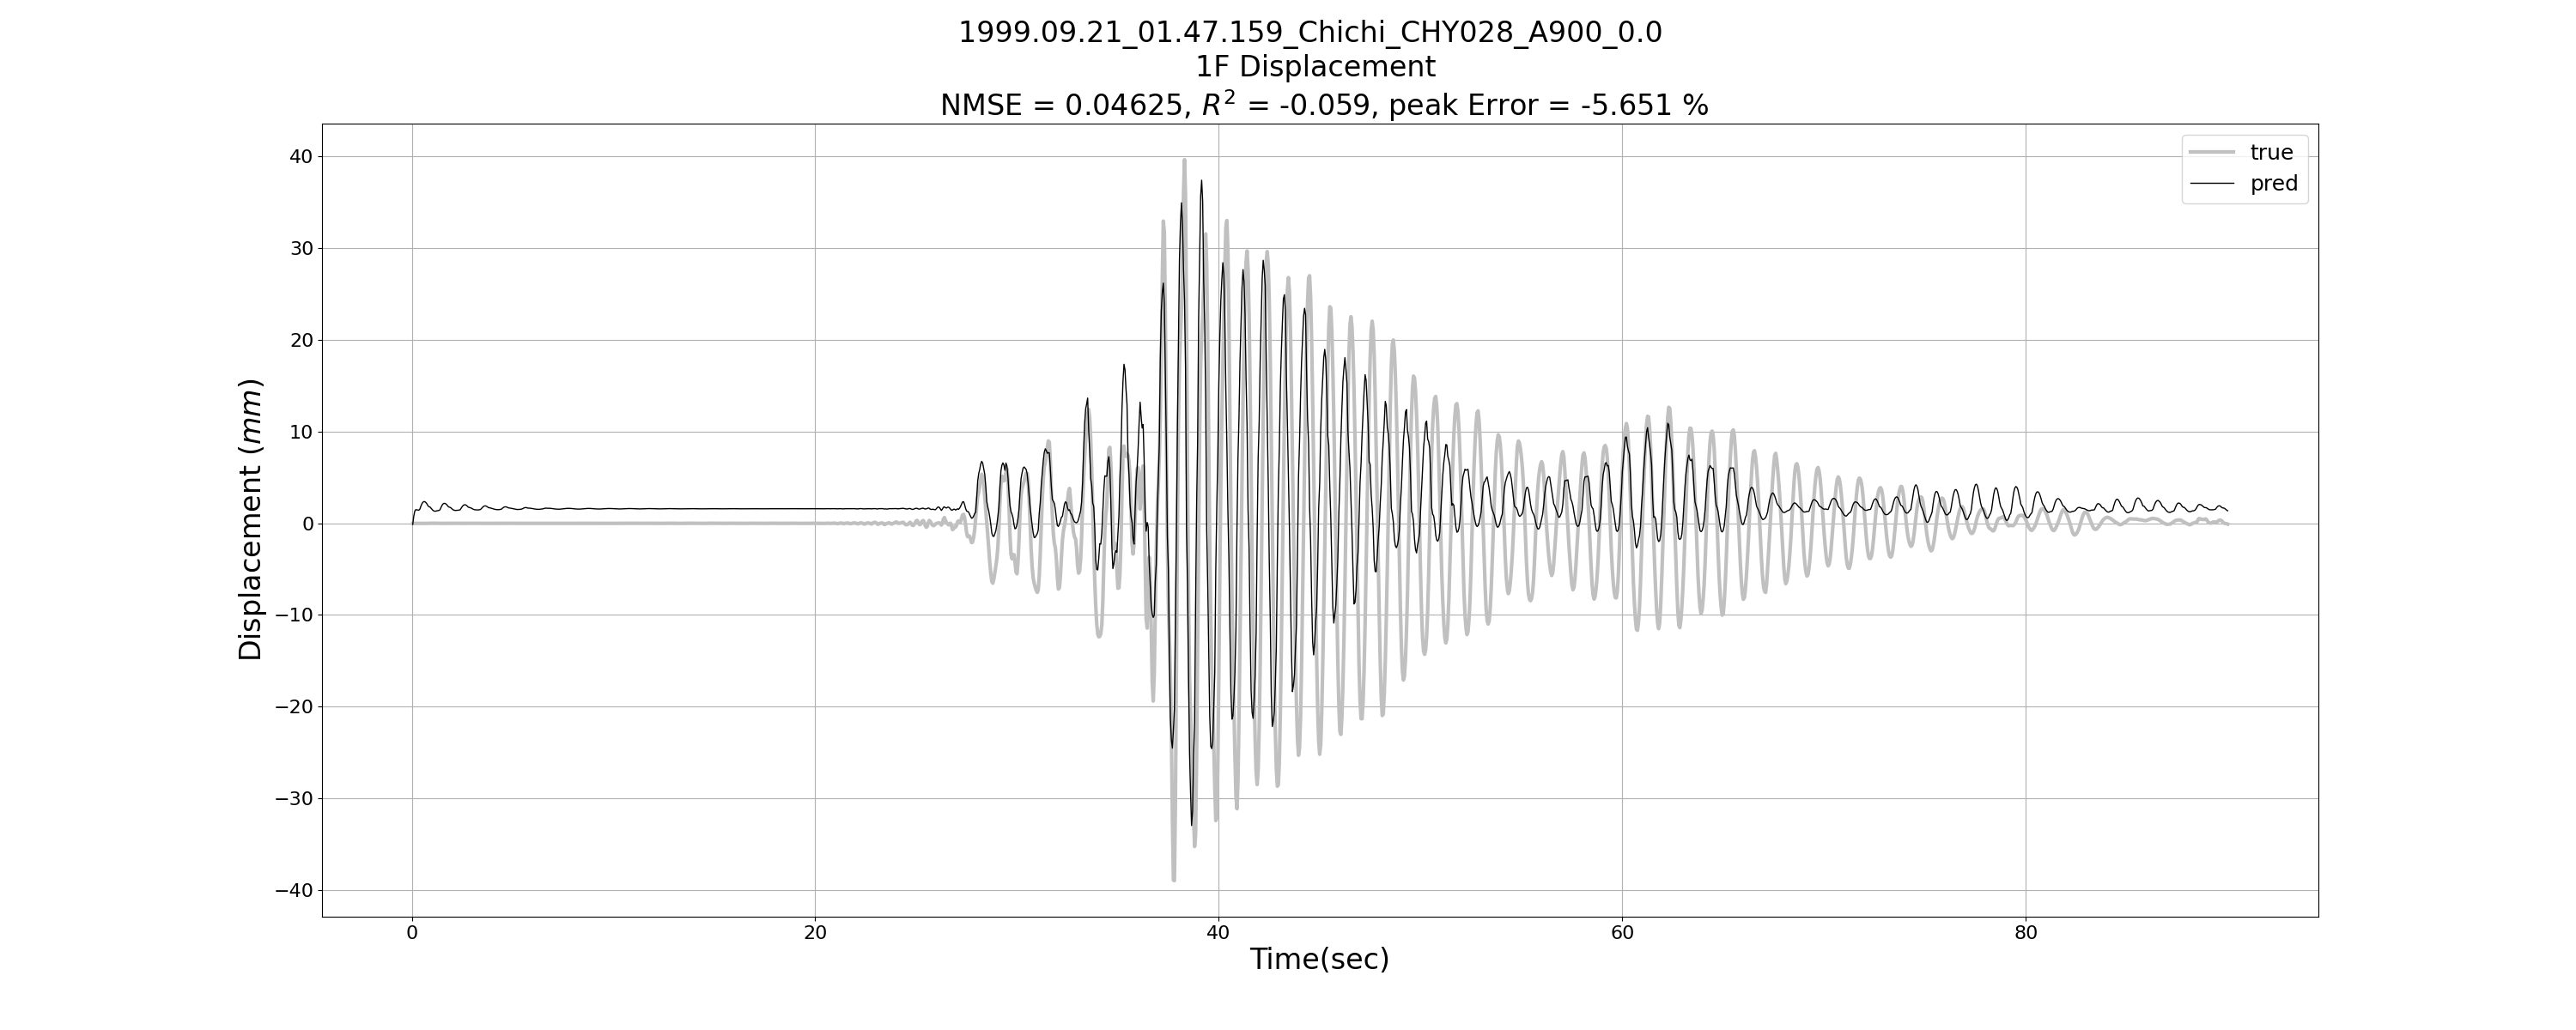 1999.09.21_01.47.159_Chichi_CHY028_A900_0.0
1F Displacement
NMSE = 0.04625, R² = -0.059, peak Error = -5.651 %
true
pred
Displacement (mm)
40
30
20
10
0
−10
−20
−30
−40
0 20 40 60 80
Time(sec)